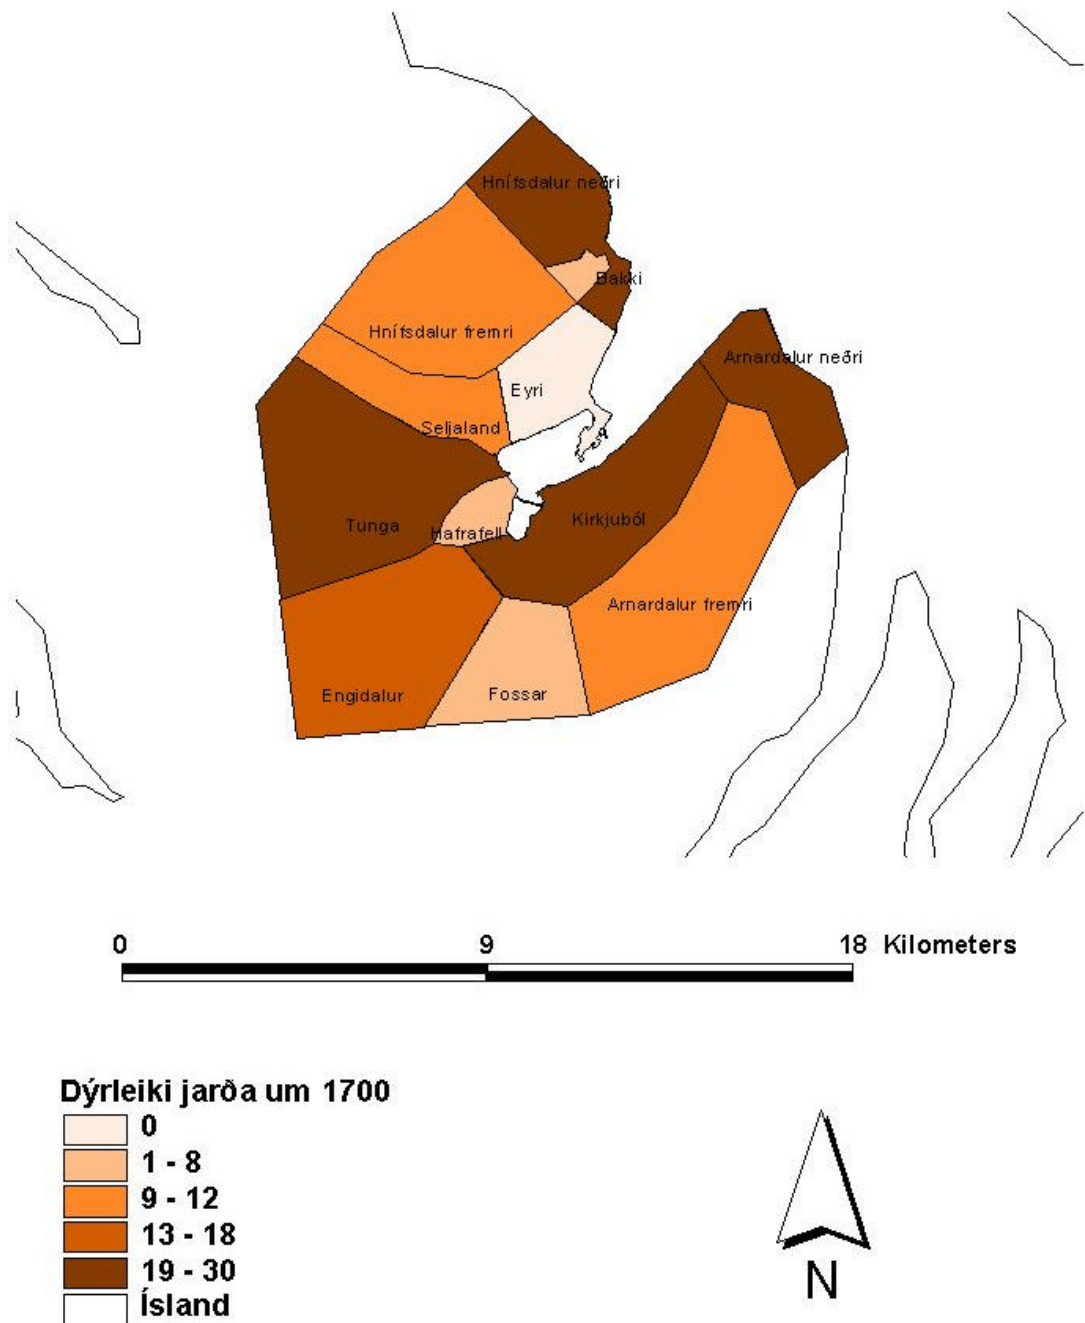 Hnífsdalur neðri
Bakki
Hnífsdalur fremri
Arnardalur neðri
Eyri
Seljaland
Tunga
Hafrafell
Kirkjuból
Arnardalur fremri
Engidalur
Fossar
0 9 18 Kilometers
Dýrleiki jarða um 1700
0
1 - 8
9 - 12
13 - 18
19 - 30
Ísland
N